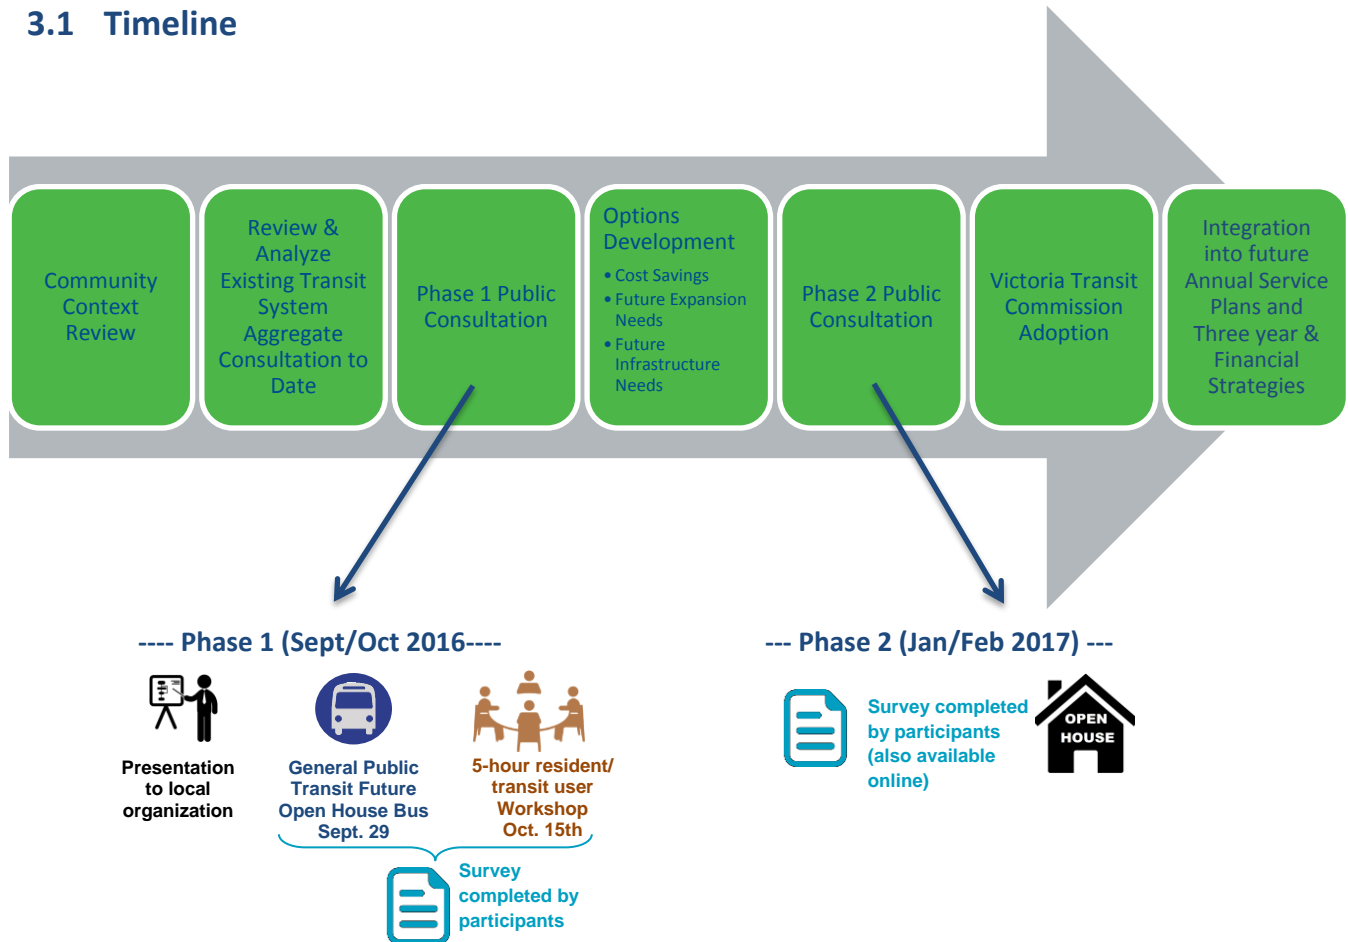 3.1 Timeline
Community
Context
Review
Review &
Analyze
Existing Transit
System
Aggregate
Consultation to
Date
Phase 1 Public
Consultation
Options
Development
• Cost Savings
• Future Expansion
Needs
• Future
Infrastructure
Needs
Phase 2 Public
Consultation
Victoria Transit
Commission
Adoption
Integration
into future
Annual Service
Plans and
Three year &
Financial
Strategies
---- Phase 1 (Sept/Oct 2016----
Presentation
to local
organization
General Public
Transit Future
Open House Bus
Sept. 29
5-hour resident/
transit user
Workshop
Oct. 15th
Survey
completed by
participants
--- Phase 2 (Jan/Feb 2017) ---
Survey completed
by participants
(also available
online)
OPEN
HOUSE